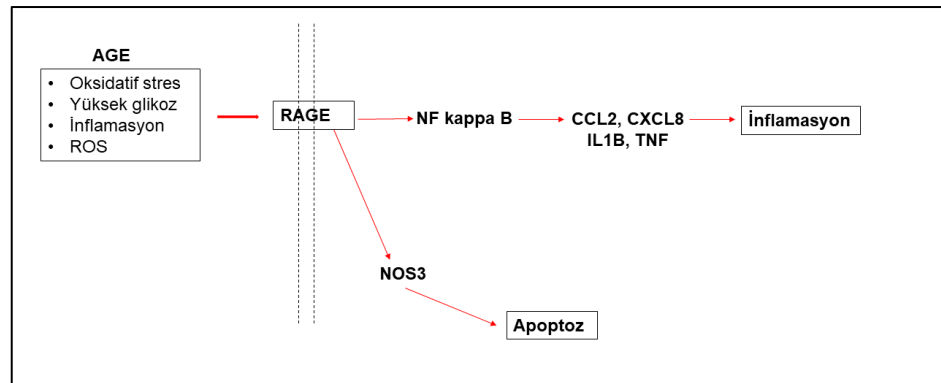 AGE
• Oksidatif stres
• Yüksek glikoz
• İnflamasyon
• ROS
RAGE
NF kappa B
CCL2, CXCL8
IL1B, TNF
İnflamasyon
NOS3
Apoptoz